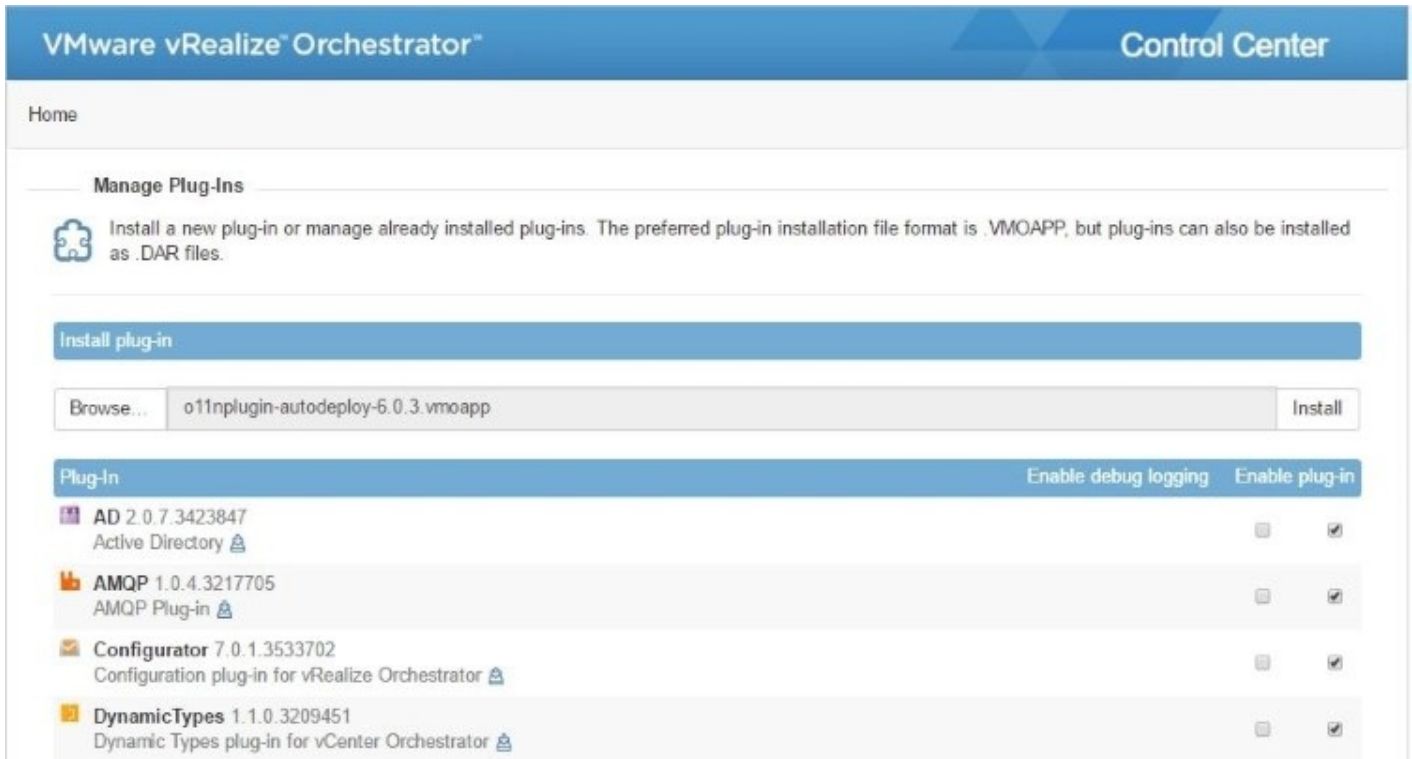 VMware vRealize™ Orchestrator™
Control Center
Home
Manage Plug-Ins
Install a new plug-in or manage already installed plug-ins. The preferred plug-in installation file format is .VMOAPP, but plug-ins can also be installed
as .DAR files.
Install plug-in
Browse... o11nplugin-autodeploy-6.0.3.vmoapp Install
Plug-In Enable debug logging Enable plug-in
AD 2.0.7.3423847
Active Directory
AMQP 1.0.4.3217705
AMQP Plug-in
Configurator 7.0.1.3533702
Configuration plug-in for vRealize Orchestrator
DynamicTypes 1.1.0.3209451
Dynamic Types plug-in for vCenter Orchestrator